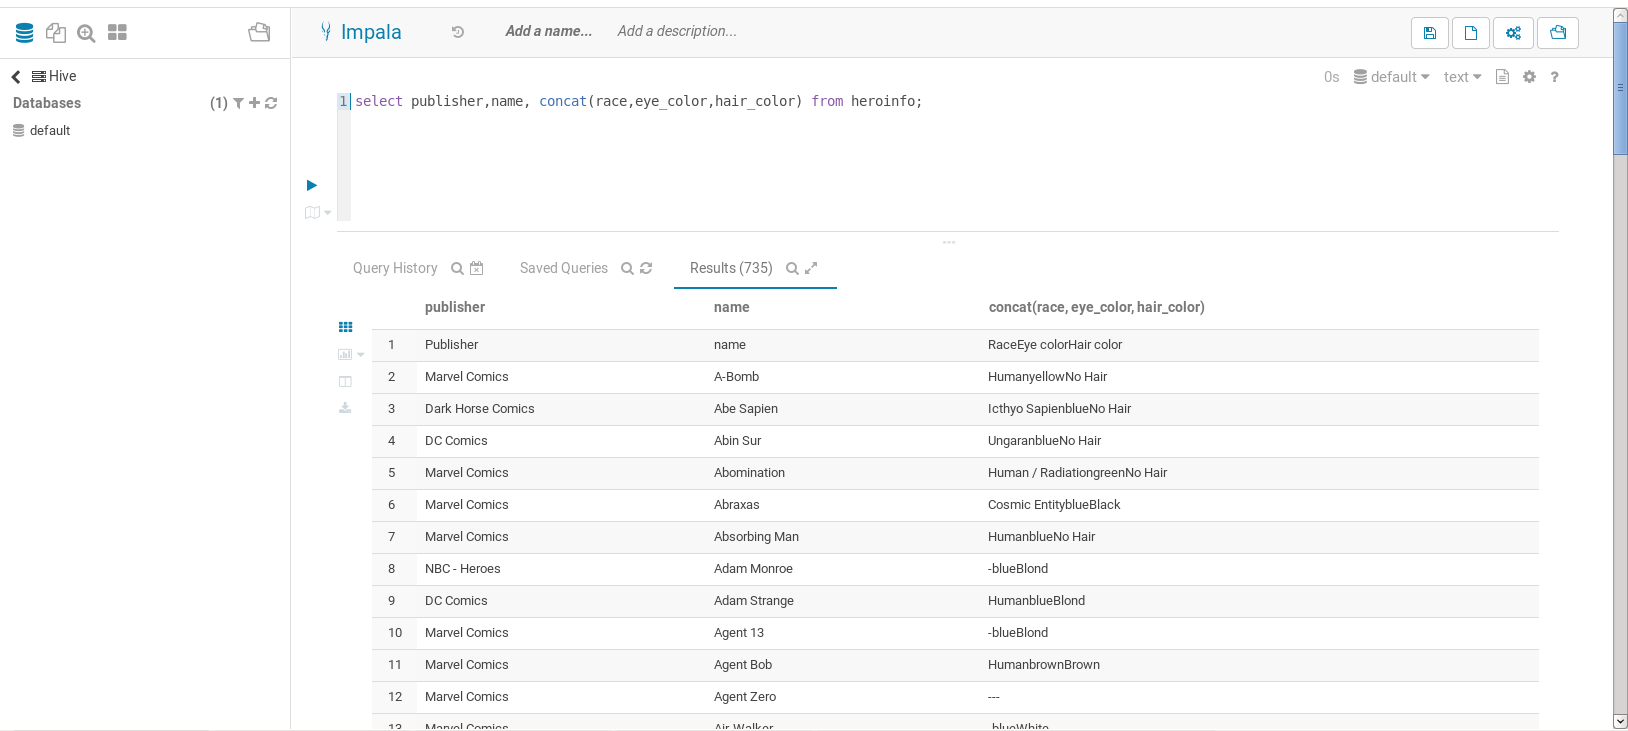 Impala
Add a name...
Add a description...
Hive
0s
default
text
?
Databases
(1)
default
1 select publisher,name, concat(race,eye_color,hair_color) from heroinfo;
Query History
Saved Queries
Results (735)
publisher name concat(race, eye_color, hair_color)
1 Publisher name RaceEye colorHair color
2 Marvel Comics A-Bomb HumanyellowNo Hair
3 Dark Horse Comics Abe Sapien Icthyo SapienblueNo Hair
4 DC Comics Abin Sur UngaranblueNo Hair
5 Marvel Comics Abomination Human / RadiationgreenNo Hair
6 Marvel Comics Abraxas Cosmic EntityblueBlack
7 Marvel Comics Absorbing Man HumanblueNo Hair
8 NBC - Heroes Adam Monroe -blueBlond
9 DC Comics Adam Strange HumanblueBlond
10 Marvel Comics Agent 13 -blueBlond
11 Marvel Comics Agent Bob HumanbrownBrown
12 Marvel Comics Agent Zero ---
13 Marvel Comics Air-Walker -blueWhite